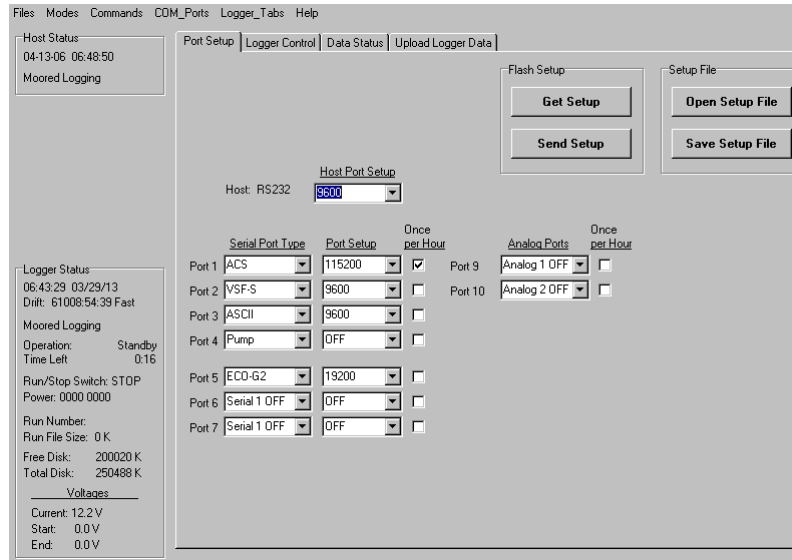 Files Modes Commands COM_Ports Logger_Tabs Help
Host Status
04-13-06 06:48:50
Moored Logging
Port Setup Logger Control Data Status Upload Logger Data
Flash Setup
Get Setup
Send Setup
Setup File
Open Setup File
Save Setup File
Host Port Setup
Host: RS232 9600
Serial Port Type Port Setup Once per Hour Analog Ports Once per Hour
Port 1 ACS 115200 Port 9 Analog 1 OFF
Port 2 VSF-S 9600 Port 10 Analog 2 OFF
Port 3 ASCII 9600
Port 4 Pump OFF
Port 5 ECO-G2 19200
Port 6 Serial 1 OFF OFF
Port 7 Serial 1 OFF OFF
Logger Status
06:43:29 03/29/13
Drift: 61008:54:39 Fast
Moored Logging
Operation: Standby
Time Left 0:16
Run/Stop Switch: STOP
Power: 0000 0000
Run Number:
Run File Size: 0 K
Free Disk: 200020 K
Total Disk: 250488 K
Voltages
Current: 12.2 V
Start: 0.0 V
End: 0.0 V